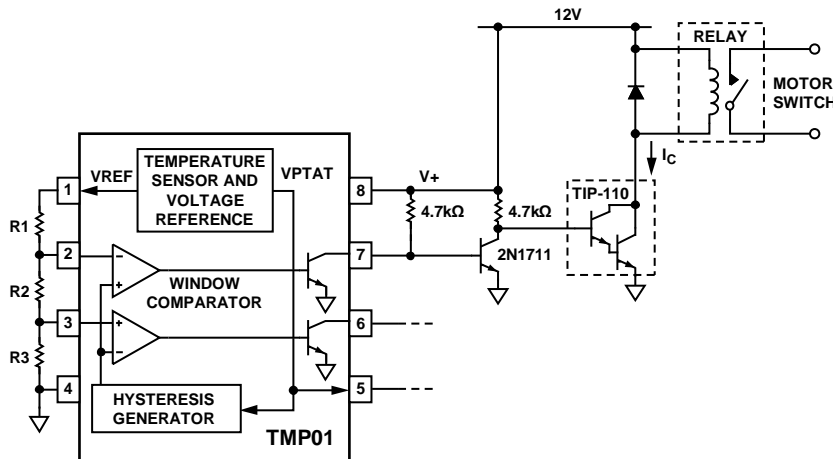 12V
RELAY
MOTOR
SWITCH
I_C
TEMPERATURE
SENSOR AND
VOLTAGE
REFERENCE
VREF
VPTAT
1
8
V+
TIP-110
R1
4.7kΩ
4.7kΩ
2
7
2N1711
WINDOW
COMPARATOR
−
+
R2
3
6
+
−
R3
4
5
HYSTERESIS
GENERATOR
TMP01